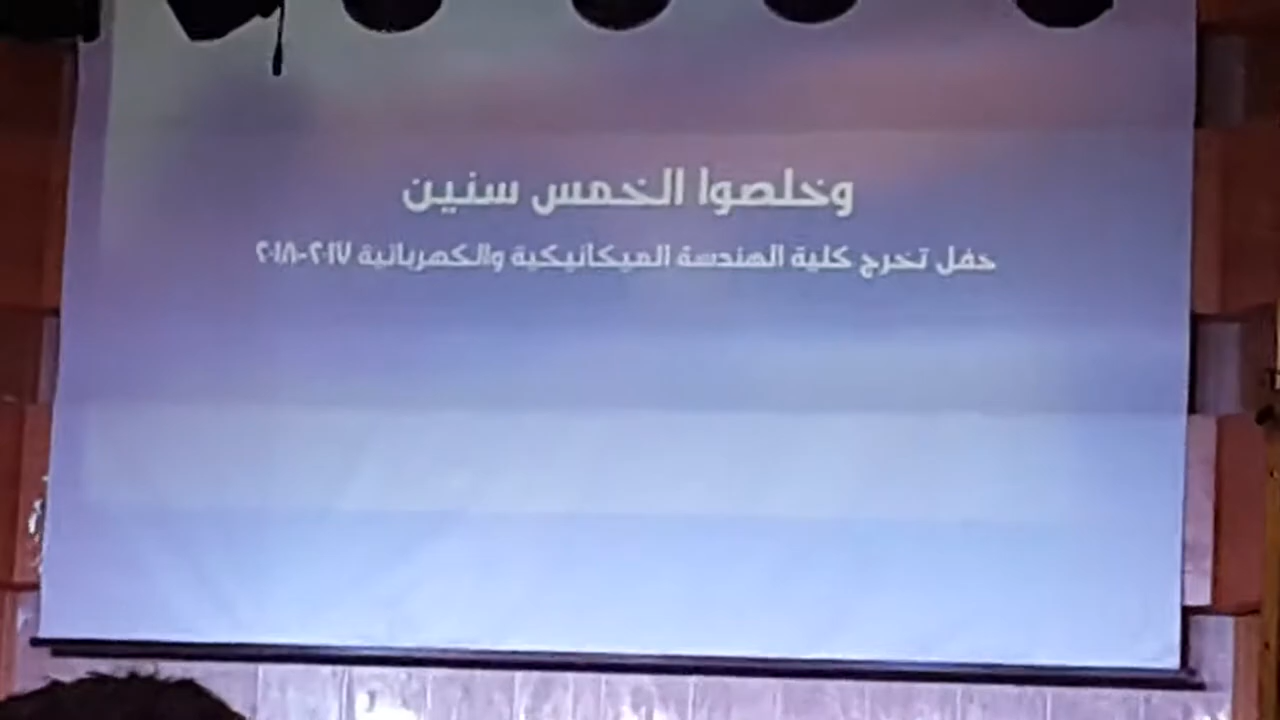 وخلصوا الخمس سنين
حفل تخرج كلية الهندسة الميكانيكية والكهربائية ٢٠١٧-٢٠١٨